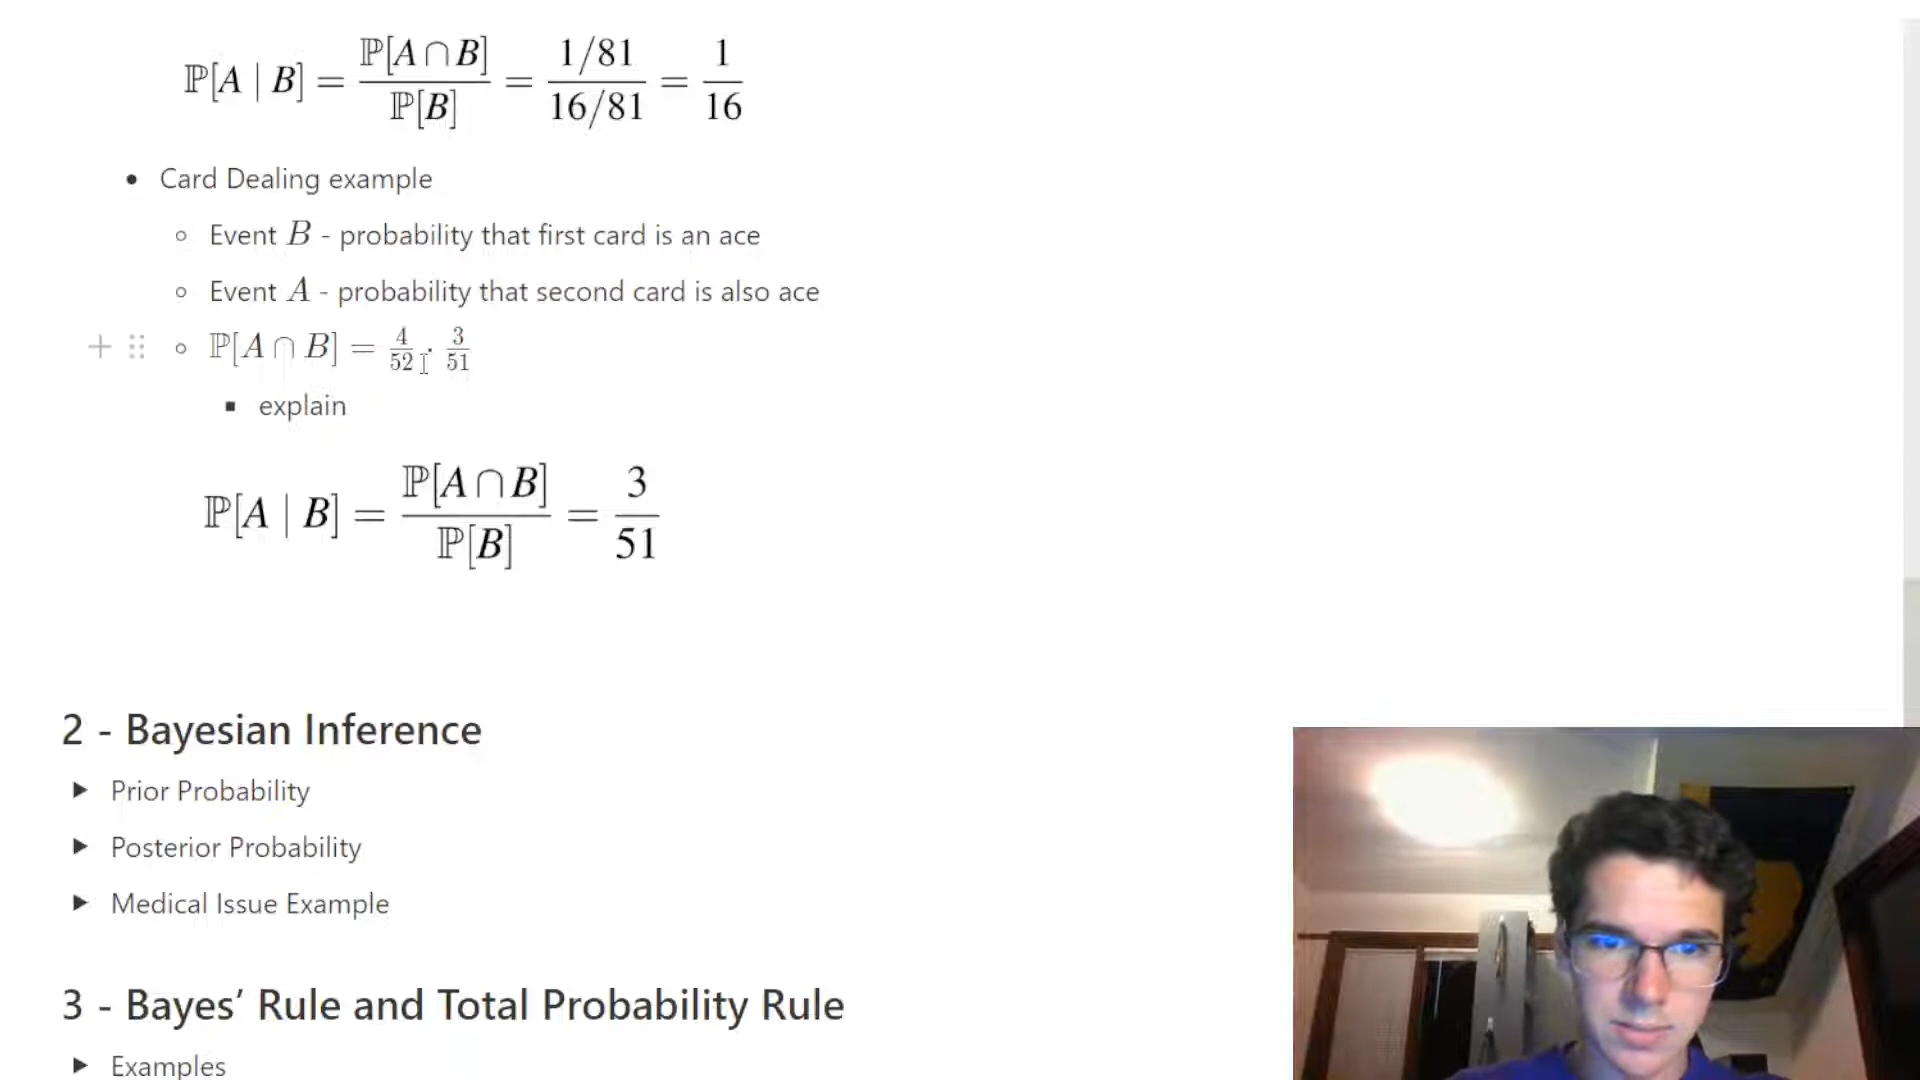 ℙ[A | B] = ℙ[A ∩ B] / ℙ[B] = 1/81 / 16/81 = 1/16
• Card Dealing example
◦ Event B - probability that first card is an ace
◦ Event A - probability that second card is also ace
◦ ℙ[A ∩ B] = 4/52 · 3/51
▪ explain
ℙ[A | B] = ℙ[A ∩ B] / ℙ[B] = 3/51
2 - Bayesian Inference
▶ Prior Probability
▶ Posterior Probability
▶ Medical Issue Example
3 - Bayes’ Rule and Total Probability Rule
▶ Examples